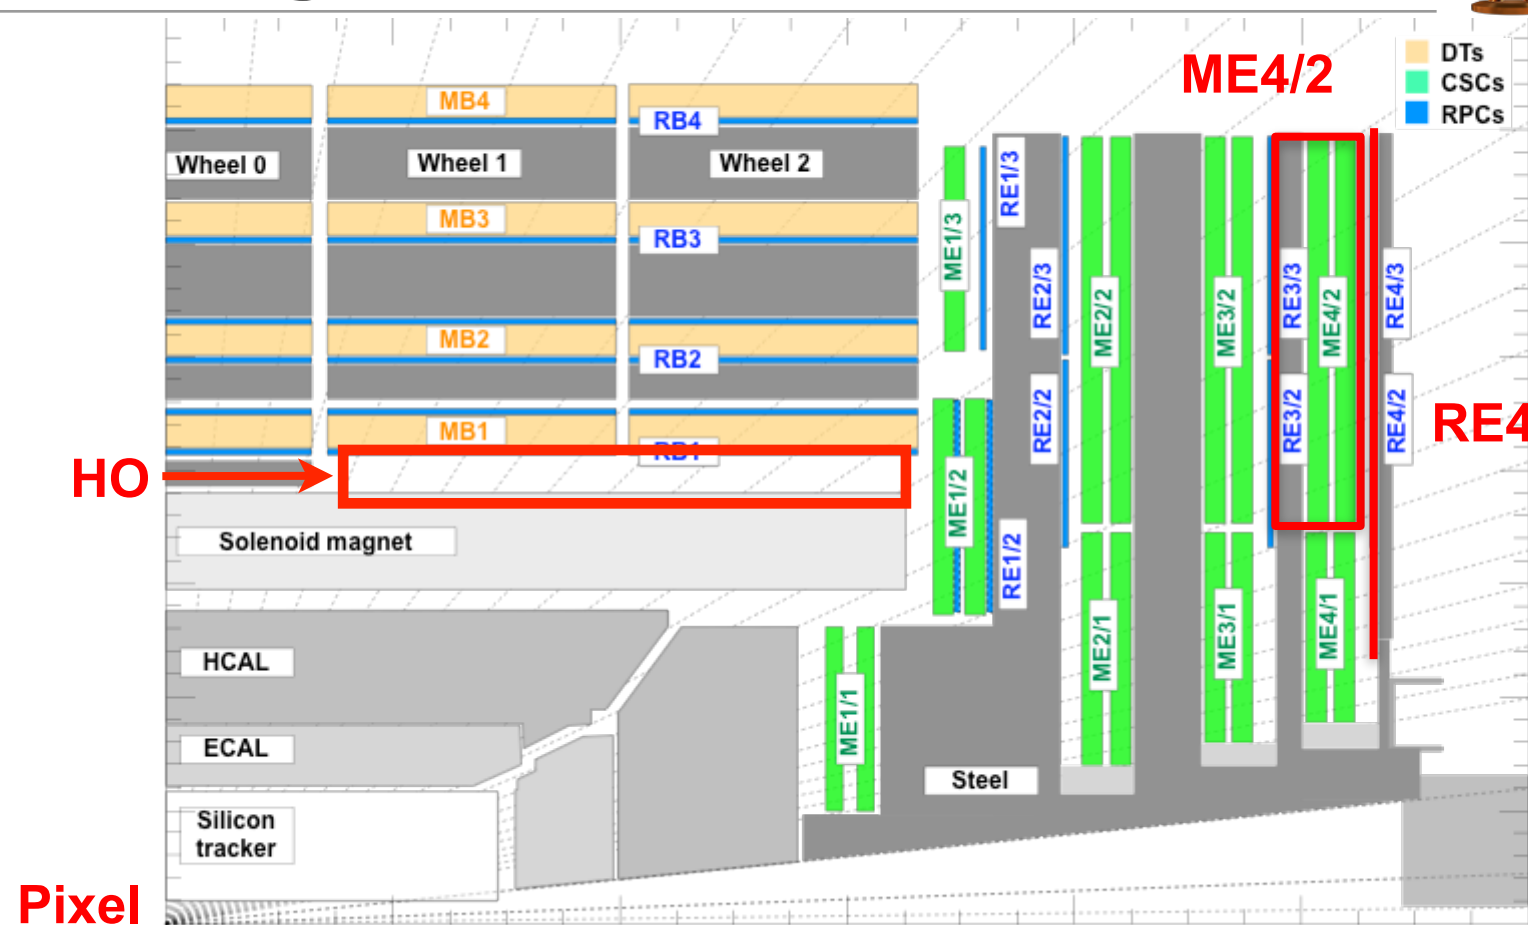 ME4/2
DTs
CSCs
RPCs
MB4
RB4
Wheel 0
Wheel 1
Wheel 2
MB3
RB3
MB2
RB2
MB1
RB1
HO
Solenoid magnet
HCAL
ECAL
Silicon
tracker
Pixel
ME1/3
RE1/3
ME1/2
RE1/2
ME1/1
RE2/3
RE2/2
ME2/2
ME2/1
ME3/2
ME3/1
RE3/3
RE3/2
ME4/2
ME4/1
RE4/3
RE4/2
RE4
Steel